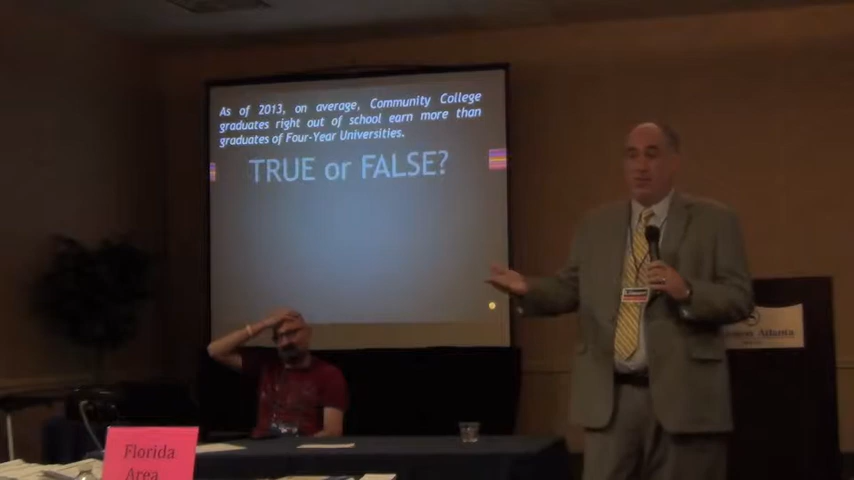 As of 2013, on average, Community College
graduates right out of school earn more than
graduates of Four-Year Universities.
TRUE or FALSE?
Atlanta
Florida
Area